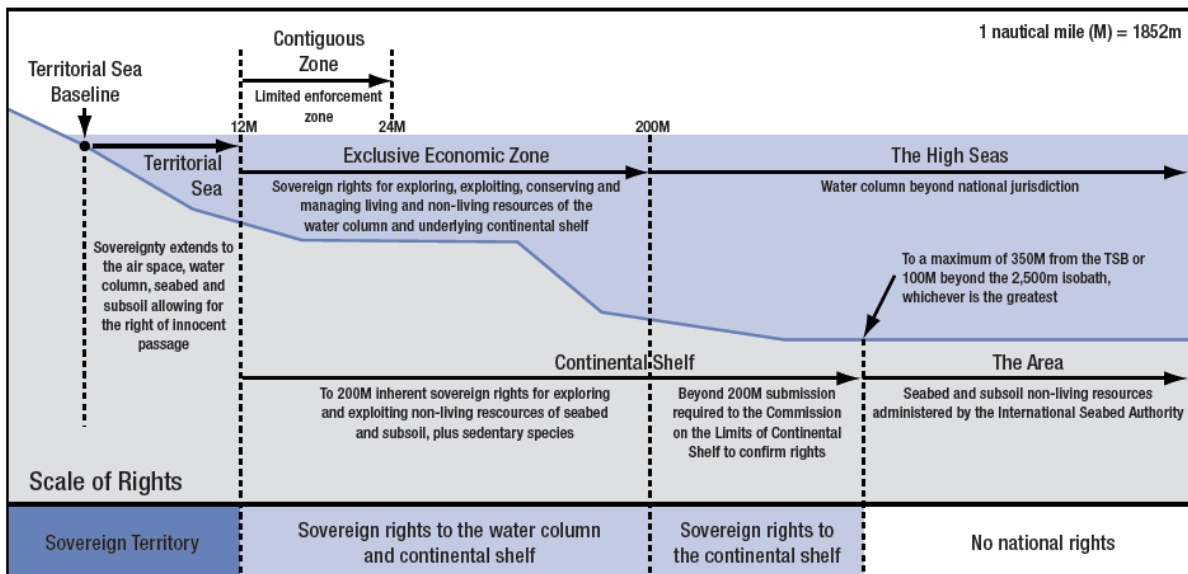 1 nautical mile (M) = 1852m
Contiguous
Zone
Limited enforcement
zone
Territorial Sea
Baseline
12M
24M
200M
Territorial
Sea
Exclusive Economic Zone
Sovereign rights for exploring, exploiting, conserving and
managing living and non-living resources of the
water column and underlying continental shelf
The High Seas
Water column beyond national jurisdiction
Sovereignty extends to
the air space, water
column, seabed and
subsoil allowing for
the right of innocent
passage
To a maximum of 350M from the TSB or
100M beyond the 2,500m isobath,
whichever is the greatest
Continental Shelf
To 200M inherent sovereign rights for exploring
and exploiting non-living rescources of seabed
and subsoil, plus sedentary species
Beyond 200M submission
required to the Commission
on the Limits of Continental
Shelf to confirm rights
The Area
Seabed and subsoil non-living resources
administered by the International Seabed Authority
Scale of Rights
Sovereign Territory
Sovereign rights to the water column
and continental shelf
Sovereign rights to
the continental shelf
No national rights